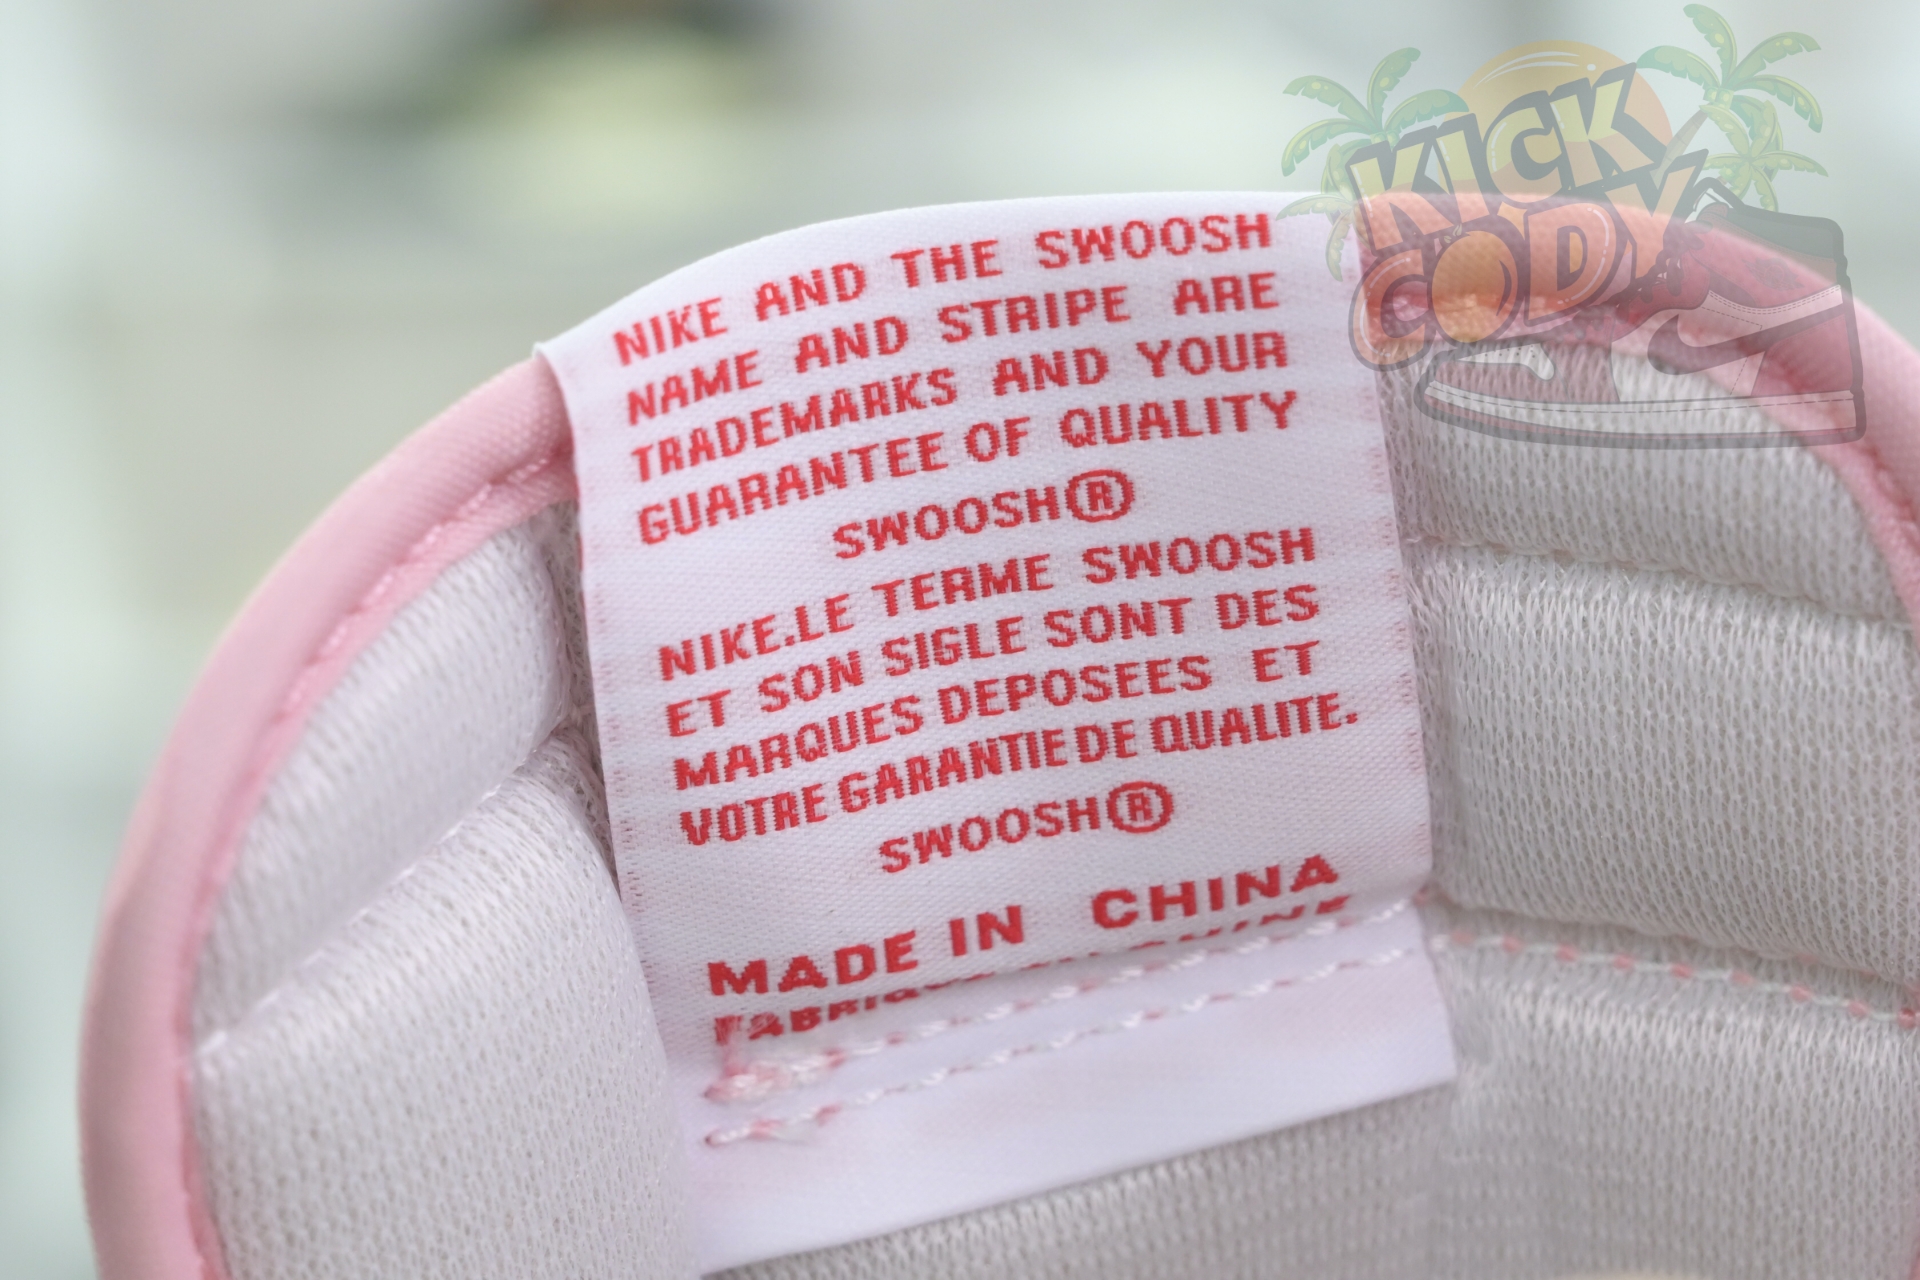 KICK
CODY
NIKE AND THE SWOOSH
NAME AND STRIPE ARE
TRADEMARKS AND YOUR
GUARANTEE OF QUALITY
SWOOSH®
NIKE.LE TERME SWOOSH
ET SON SIGLE SONT DES
MARQUES DEPOSEES ET
VOTRE GARANTIE DE QUALITE.
SWOOSH®
MADE IN CHINA